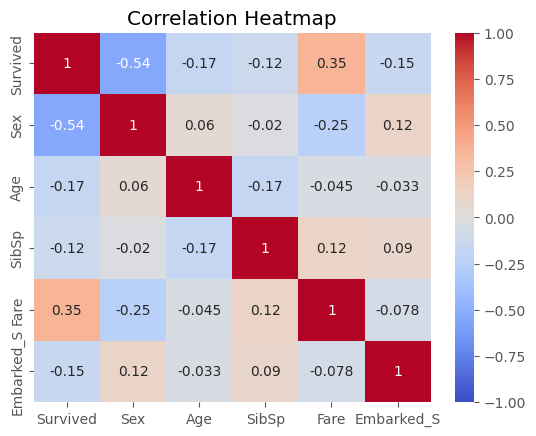 Correlation Heatmap
Survived 1 -0.54 -0.17 -0.12 0.35 -0.15
Sex -0.54 1 0.06 -0.02 -0.25 0.12
Age -0.17 0.06 1 -0.17 -0.045 -0.033
SibSp -0.12 -0.02 -0.17 1 0.12 0.09
Fare 0.35 -0.25 -0.045 0.12 1 -0.078
Embarked_S -0.15 0.12 -0.033 0.09 -0.078 1
Survived Sex Age SibSp Fare Embarked_S
1.00
0.75
0.50
0.25
0.00
−0.25
−0.50
−0.75
−1.00